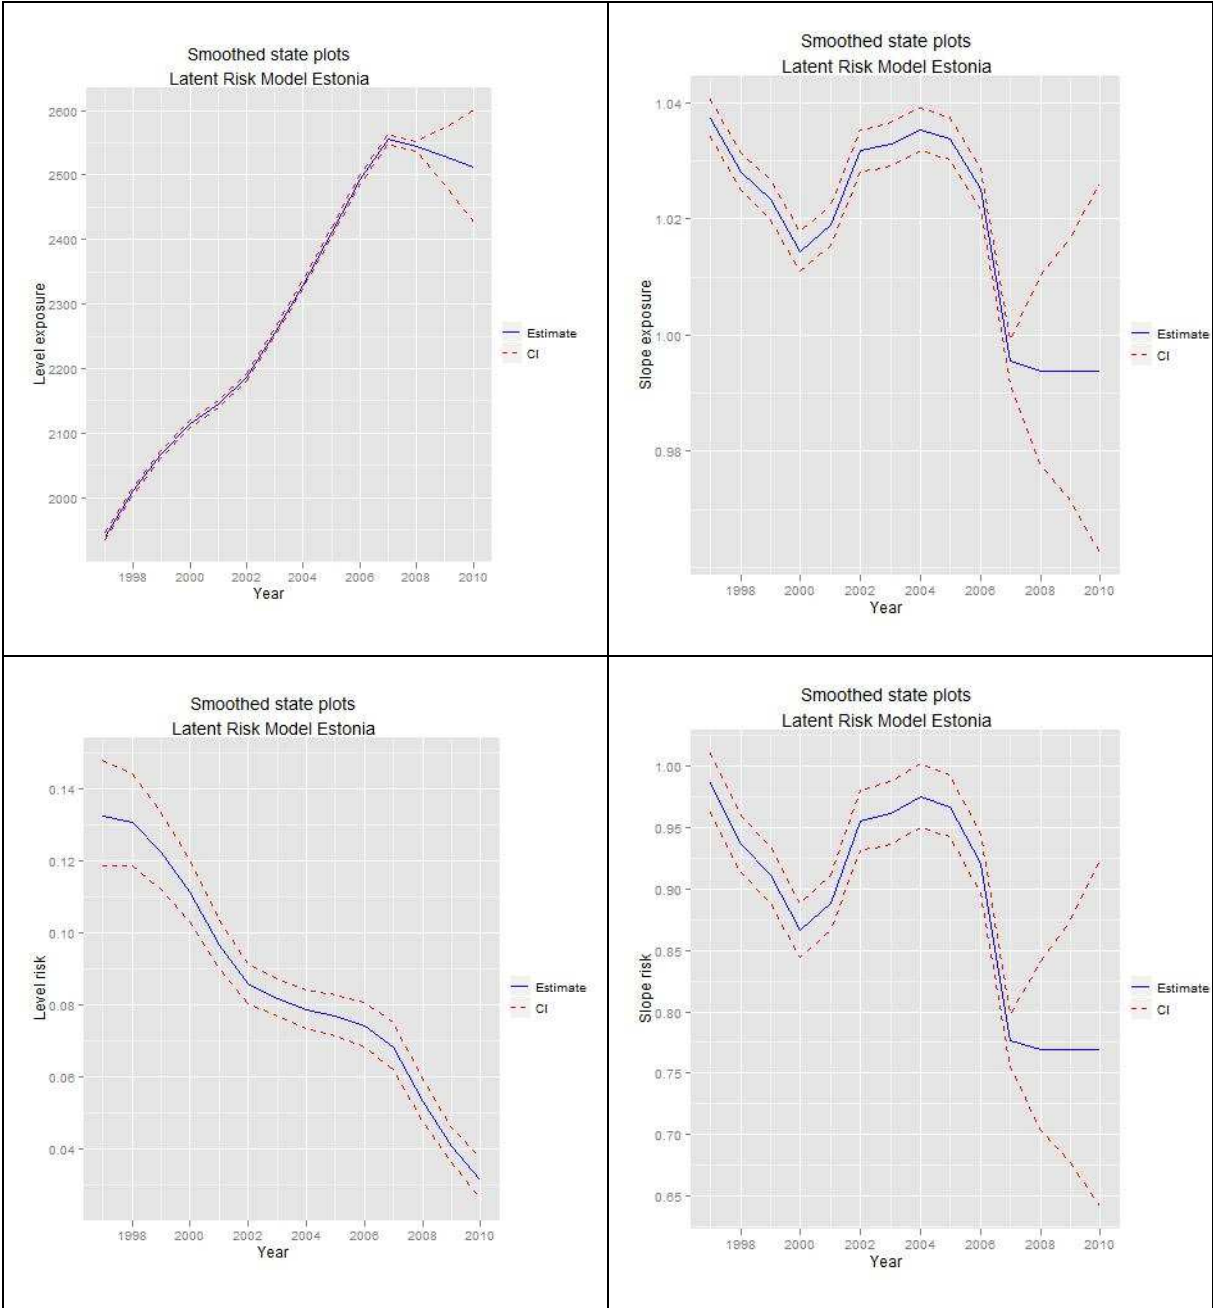 Smoothed state plots
Latent Risk Model Estonia
2600
2500
2400
2300
2200
2100
2000
Level exposure
1998 2000 2002 2004 2006 2008 2010
Year
Estimate
CI
Smoothed state plots
Latent Risk Model Estonia
1.04
1.02
1.00
0.98
Slope exposure
1998 2000 2002 2004 2006 2008 2010
Year
Estimate
CI
Smoothed state plots
Latent Risk Model Estonia
0.14
0.12
0.10
0.08
0.06
0.04
Level risk
1998 2000 2002 2004 2006 2008 2010
Year
Estimate
CI
Smoothed state plots
Latent Risk Model Estonia
1.00
0.95
0.90
0.85
0.80
0.75
0.70
0.65
Slope risk
1998 2000 2002 2004 2006 2008 2010
Year
Estimate
CI